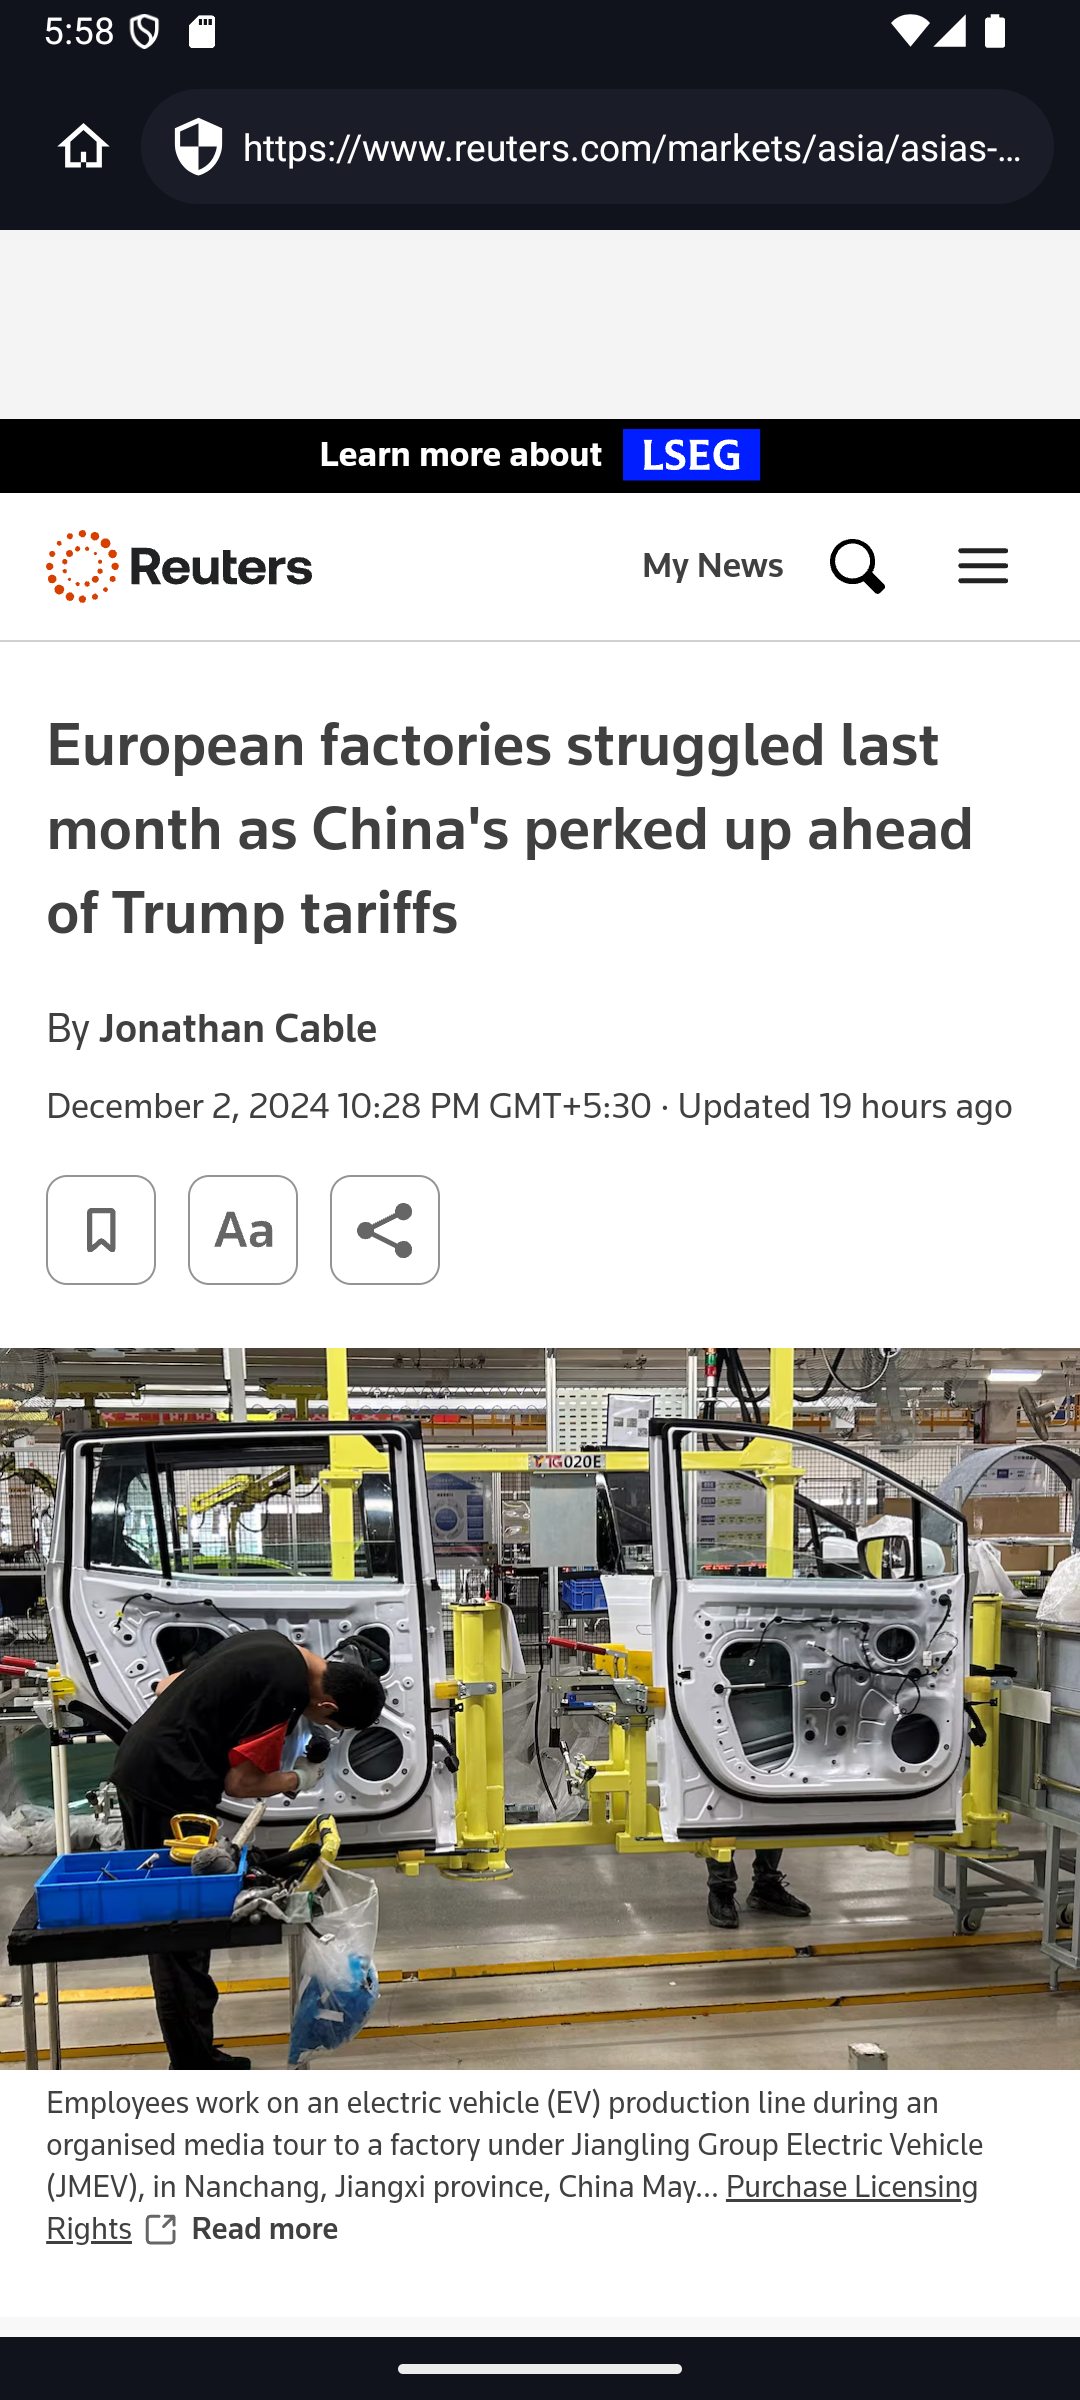 5:58
https://www.reuters.com/markets/asia/asias-...
Learn more about LSEG
Reuters
My News
European factories struggled last
month as China's perked up ahead
of Trump tariffs
By Jonathan Cable
December 2, 2024 10:28 PM GMT+5:30 · Updated 19 hours ago
Aa
TG020E
Employees work on an electric vehicle (EV) production line during an
organised media tour to a factory under Jiangling Group Electric Vehicle
(JMEV), in Nanchang, Jiangxi province, China May... Purchase Licensing
Rights Read more